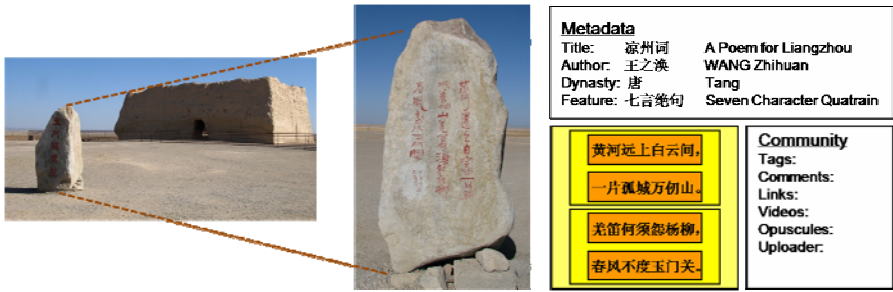 Metadata
Title: 凉州词 A Poem for Liangzhou
Author: 王之涣 WANG Zhihuan
Dynasty: 唐 Tang
Feature: 七言绝句 Seven Character Quatrain
黄河远上白云间，
一片孤城万仞山。
羌笛何须怨杨柳，
春风不度玉门关。
Community
Tags:
Comments:
Links:
Videos:
Opuscules:
Uploader: